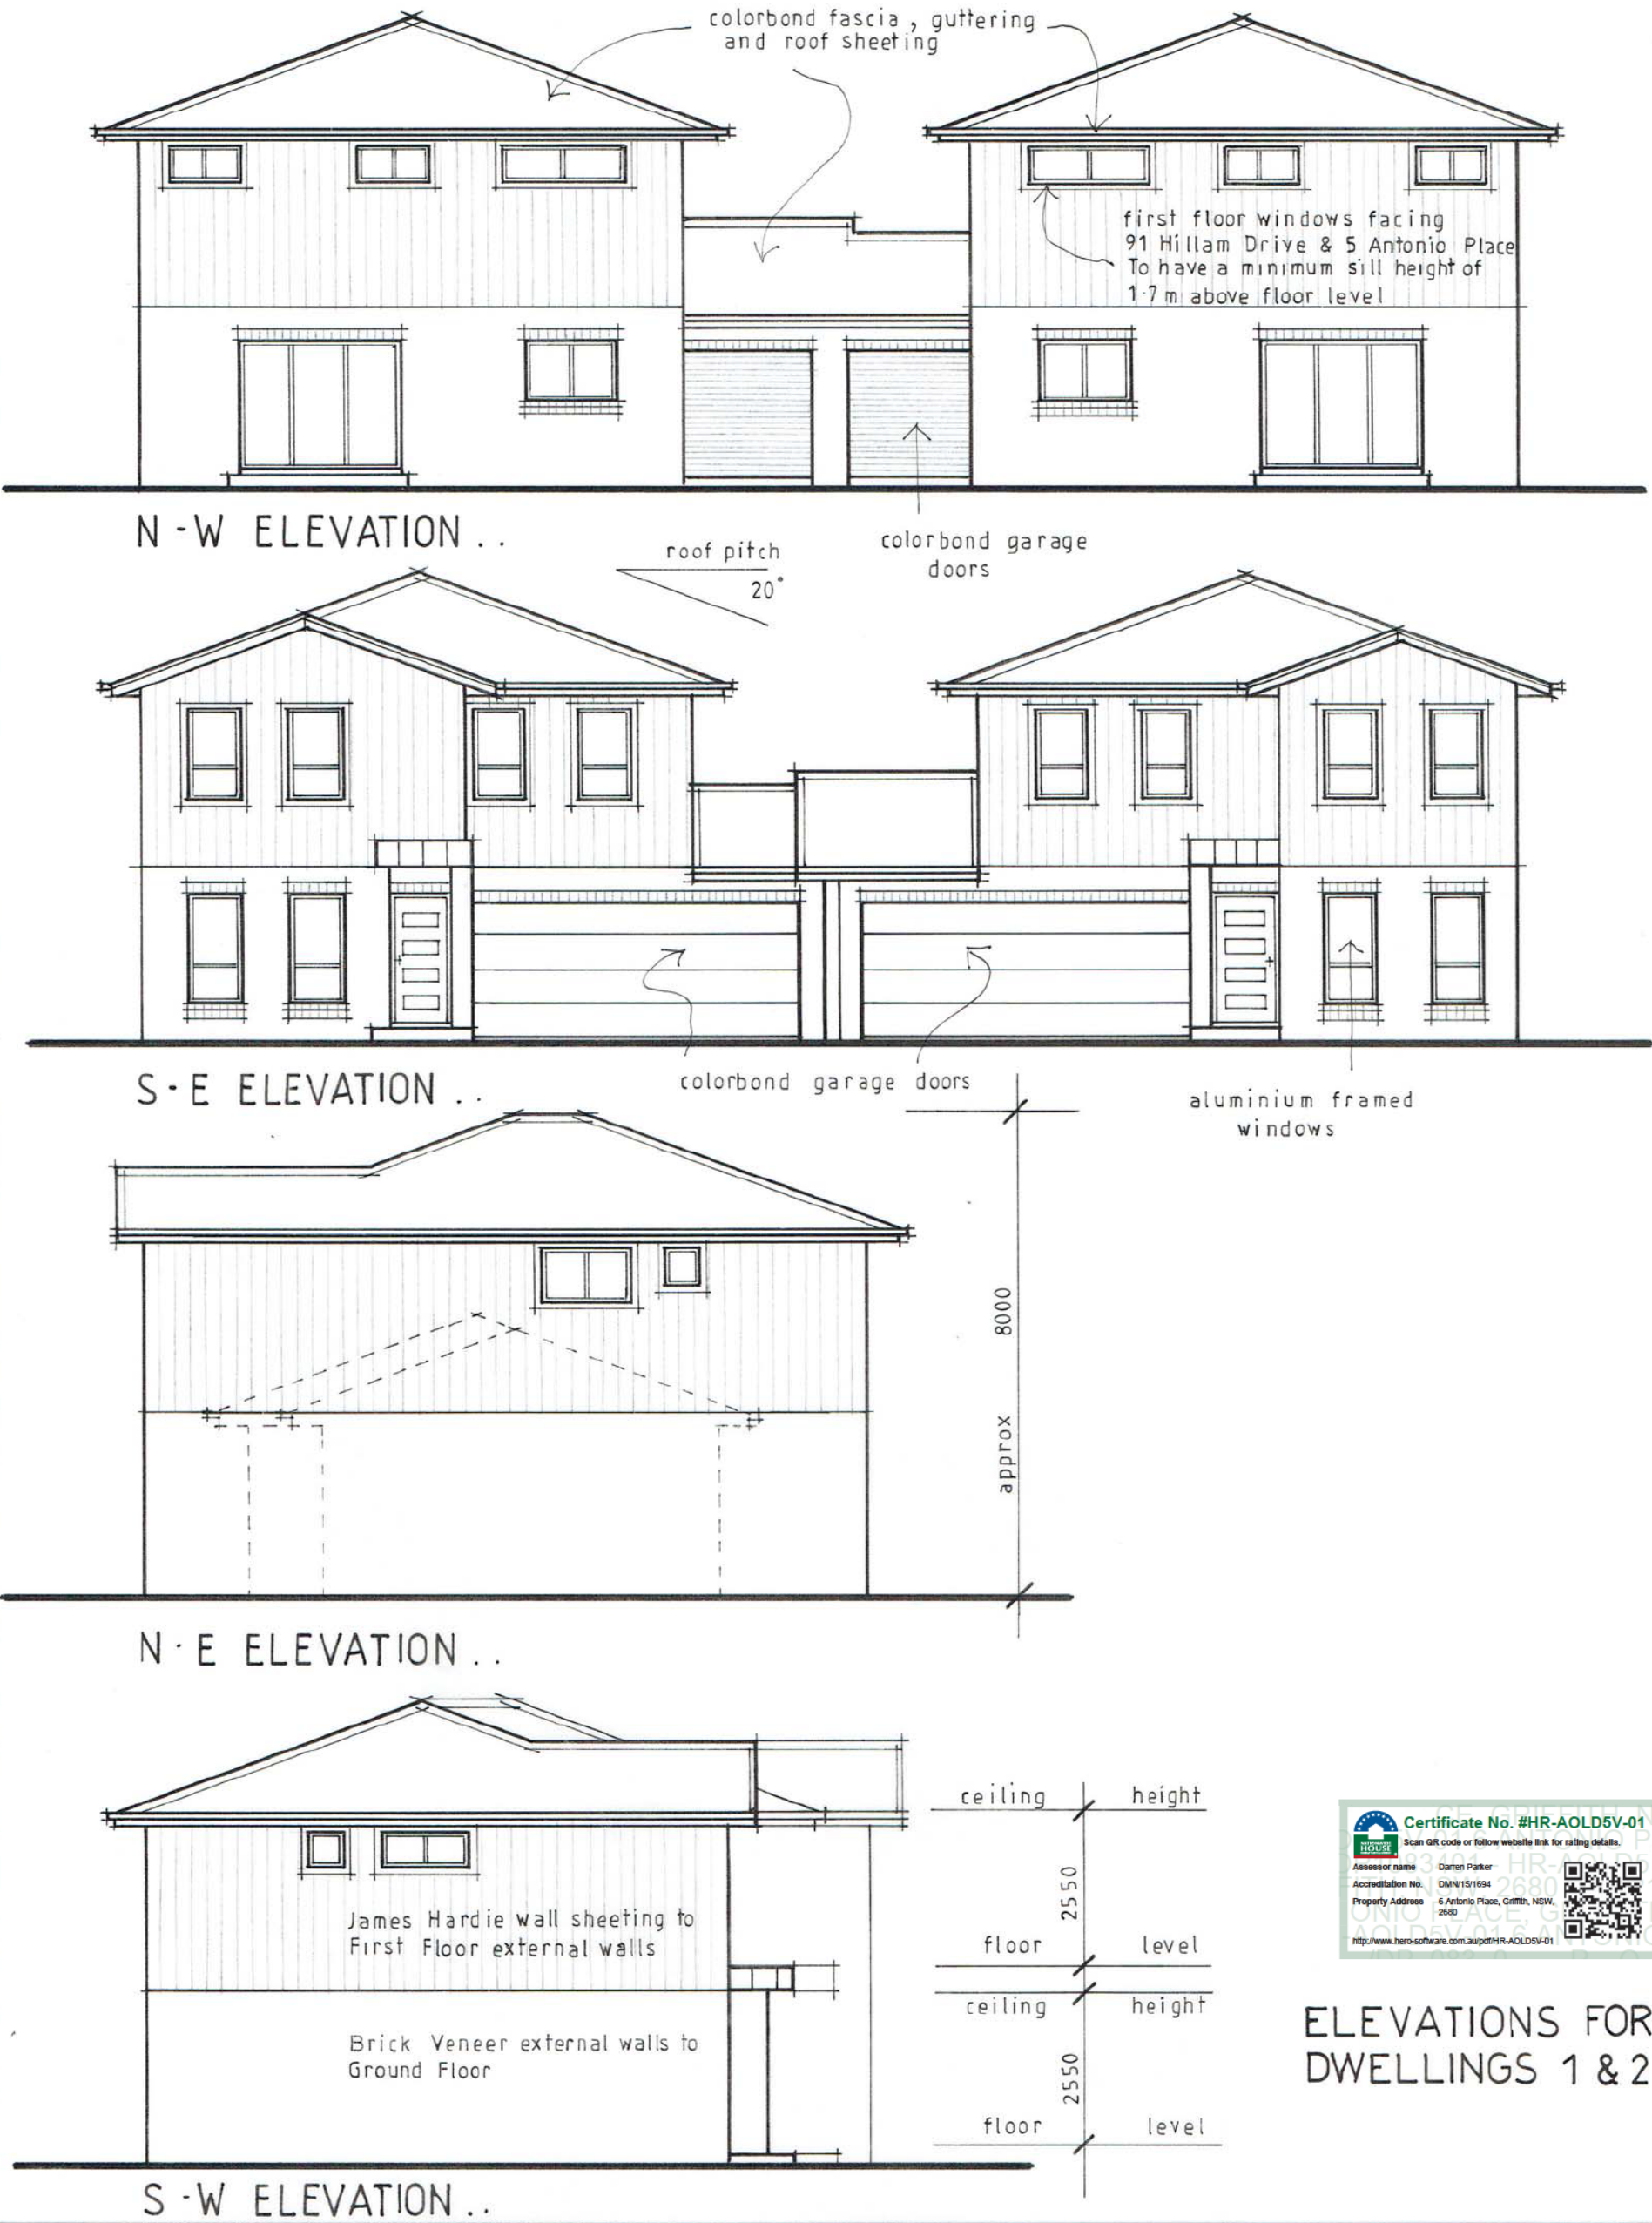 colorbond fascia , guttering
and roof sheeting
first floor windows facing
91 Hillam Drive & 5 Antonio Place
To have a minimum sill height of
1·7 m above floor level
N - W ELEVATION . .
colorbond garage
doors
roof pitch
20°
S - E ELEVATION . .
colorbond garage doors
aluminium framed
windows
approx 8000
N · E ELEVATION . .
James Hardie wall sheeting to
First Floor external walls
Brick Veneer external walls to
Ground Floor
ceiling height
2550
floor level
ceiling height
2550
floor level
S - W ELEVATION . .
Certificate No. #HR-AOLD5V-01
Scan QR code or follow website link for rating details.
HOUSE
Assessor name Darren Parker
Accreditation No. DMN/15/1694
Property Address 6 Antonio Place, Griffith, NSW,
2680
http://www.hero-software.com.au/pdf/HR-AOLD5V-01
ELEVATIONS FOR
DWELLINGS 1 & 2